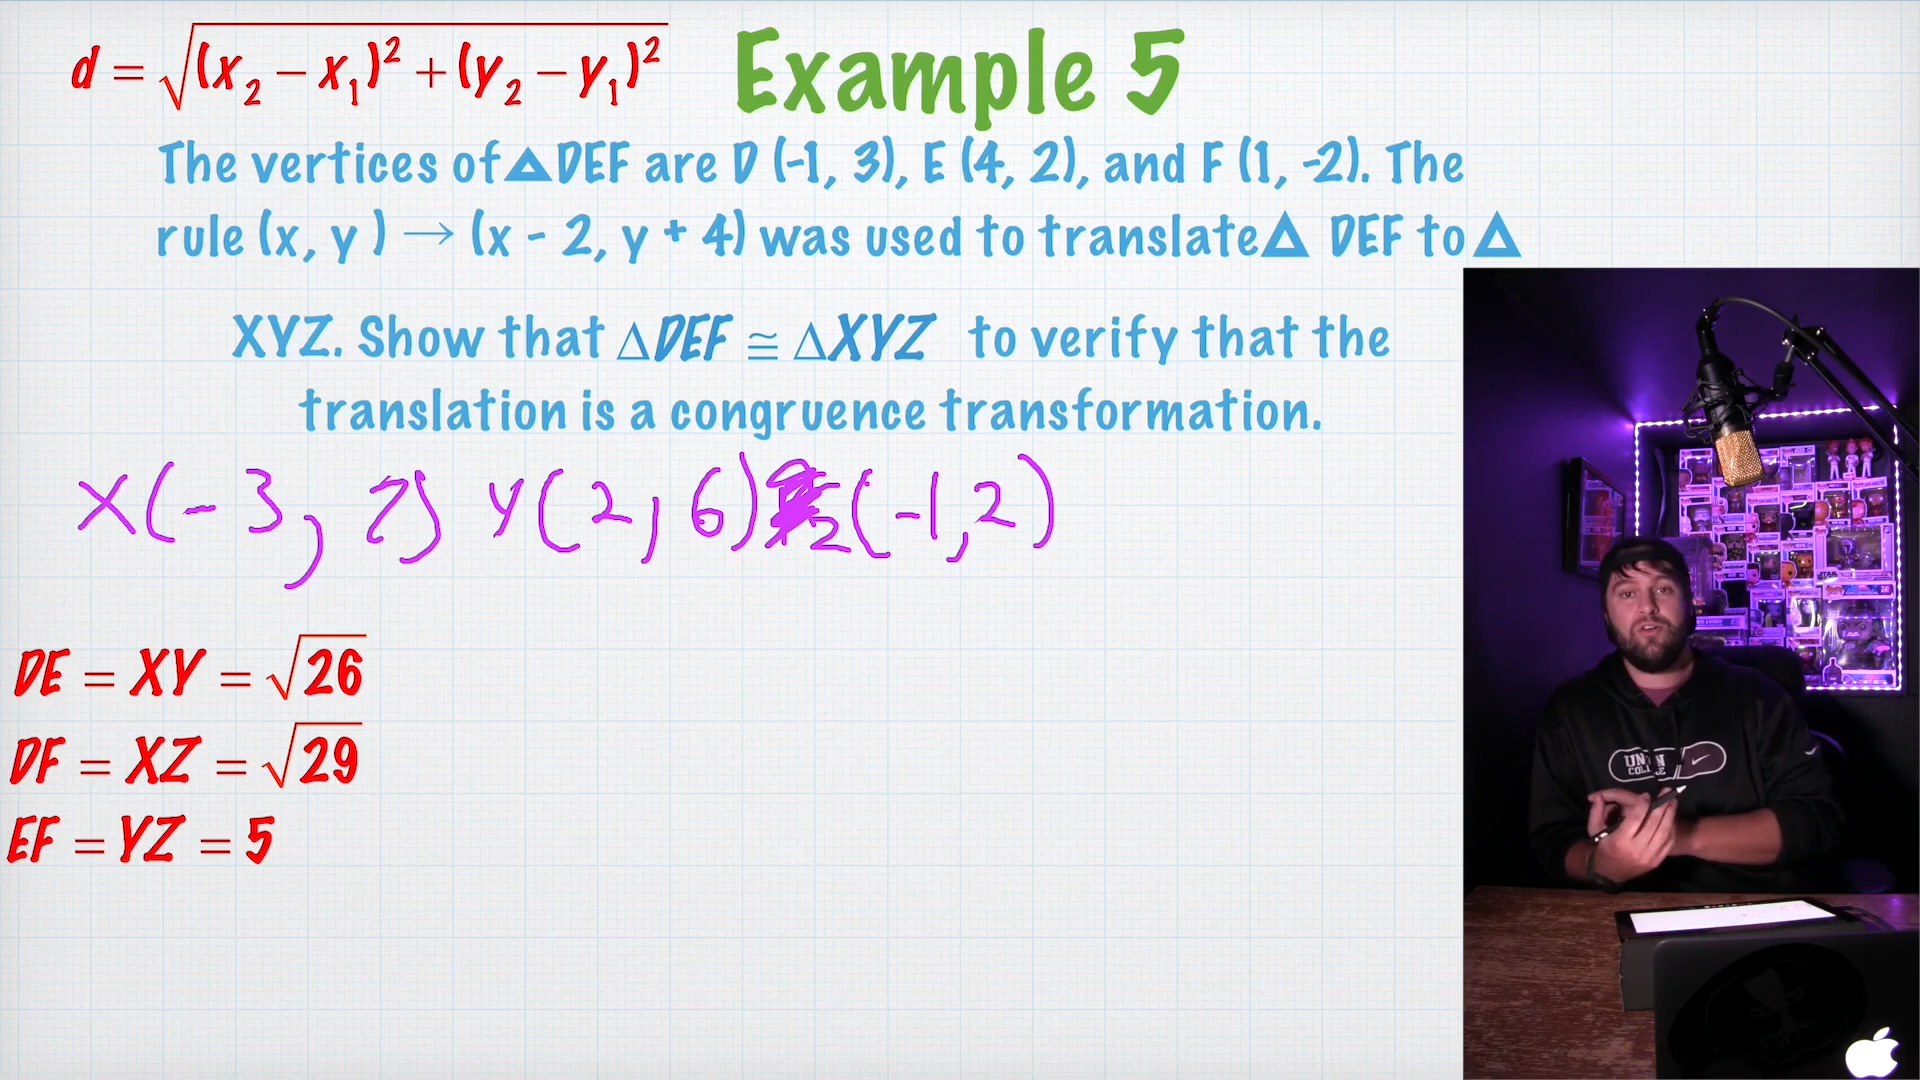 d = √(x₂ − x₁)² + (y₂ − y₁)²
Example 5
The vertices of △DEF are D (-1, 3), E (4, 2), and F (1, -2). The
rule (x, y ) → (x - 2, y + 4) was used to translate△ DEF to △
XYZ. Show that △DEF ≅ △XYZ to verify that the
translation is a congruence transformation.
X(-3, 7) Y(2, 6) Z(-1, 2)
DE = XY = √26
DF = XZ = √29
EF = YZ = 5
UNION
COLLEGE